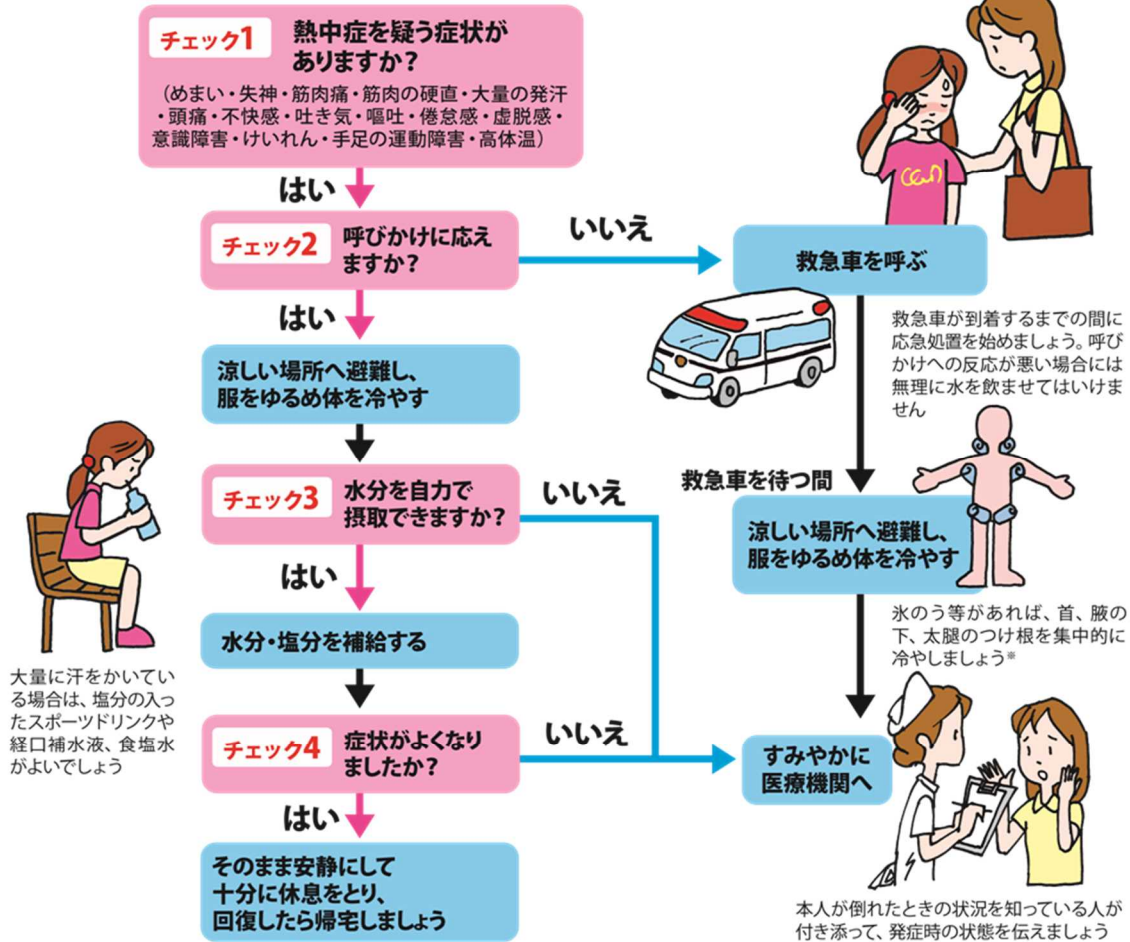 チェック1
熱中症を疑う症状が
ありますか?
(めまい・失神・筋肉痛・筋肉の硬直・大量の発汗
・頭痛・不快感・吐き気・嘔吐・倦怠感・虚脱感・
意識障害・けいれん・手足の運動障害・高体温)
はい
チェック2
呼びかけに応え
ますか?
いいえ
救急車を呼ぶ
救急車が到着するまでの間に
応急処置を始めましょう。呼び
かけへの反応が悪い場合には
無理に水を飲ませてはいけま
せん
はい
涼しい場所へ避難し、
服をゆるめ体を冷やす
救急車を待つ間
涼しい場所へ避難し、
服をゆるめ体を冷やす
氷のう等があれば、首、腋の
下、太腿のつけ根を集中的に
冷やしましょう※
チェック3
水分を自力で
摂取できますか?
いいえ
はい
水分・塩分を補給する
大量に汗をかいてい
る場合は、塩分の入っ
たスポーツドリンクや
経口補水液、食塩水
がよいでしょう
チェック4
症状がよくなり
ましたか?
いいえ
すみやかに
医療機関へ
はい
そのまま安静にして
十分に休息をとり、
回復したら帰宅しましょう
本人が倒れたときの状況を知っている人が
付き添って、発症時の状態を伝えましょう